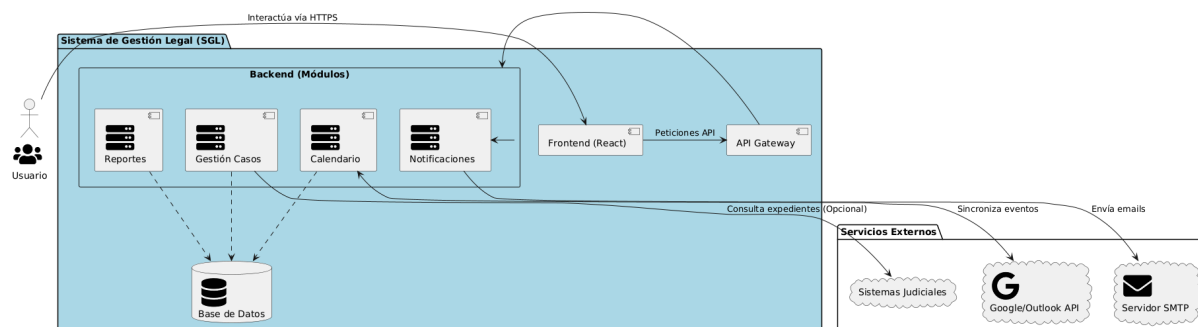 Interactúa vía HTTPS
Sistema de Gestión Legal (SGL)
Backend (Módulos)
Reportes
Gestión Casos
Calendario
Notificaciones
Frontend (React)
Peticiones API
API Gateway
Usuario
Consulta expedientes (Opcional)
Sincroniza eventos
Envía emails
Servicios Externos
Base de Datos
Sistemas Judiciales
Google/Outlook API
Servidor SMTP